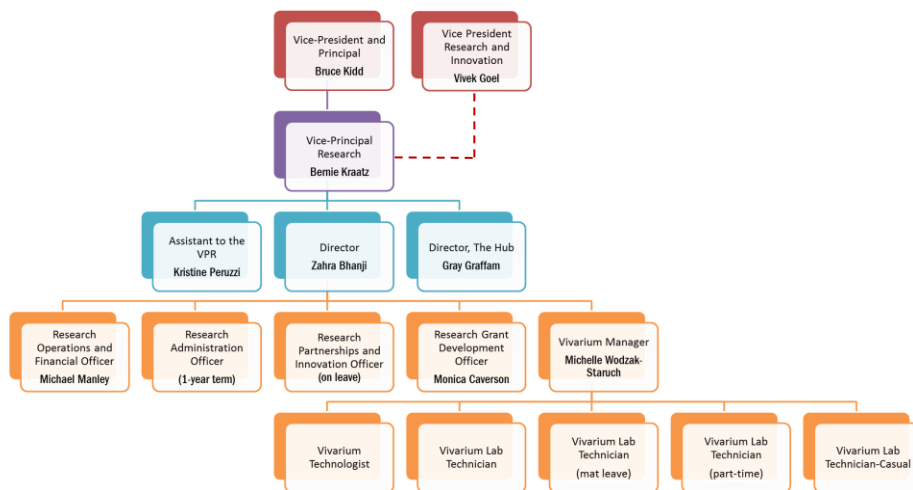 Vice-President and
Principal
Bruce Kidd
Vice President
Research and
Innovation
Vivek Goel
Vice-Principal
Research
Bernie Kraatz
Assistant to the
VPR
Kristine Peruzzi
Director
Zahra Bhanji
Director, The Hub
Gray Graffam
Research
Operations and
Financial Officer
Michael Manley
Research
Administration
Officer
(1-year term)
Research
Partnerships and
Innovation Officer
(on leave)
Research Grant
Development
Officer
Monica Caverson
Vivarium Manager
Michelle Wodzak-
Staruch
Vivarium
Technologist
Vivarium Lab
Technician
Vivarium Lab
Technician
(mat leave)
Vivarium Lab
Technician
(part-time)
Vivarium Lab
Technician-Casual